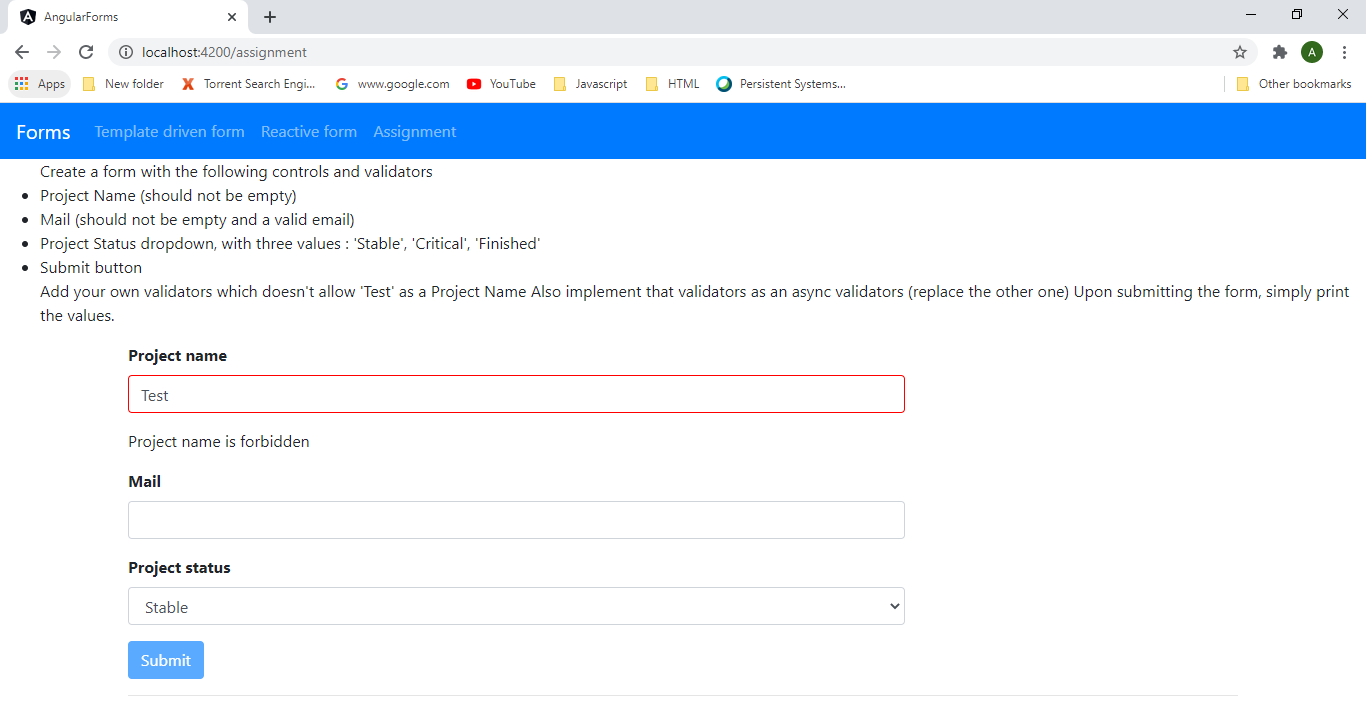 AngularForms
localhost:4200/assignment
A
Apps New folder Torrent Search Engi... www.google.com YouTube Javascript HTML Persistent Systems... Other bookmarks
Forms Template driven form Reactive form Assignment
Create a form with the following controls and validators
Project Name (should not be empty)
Mail (should not be empty and a valid email)
Project Status dropdown, with three values : 'Stable', 'Critical', 'Finished'
Submit button
Add your own validators which doesn't allow 'Test' as a Project Name Also implement that validators as an async validators (replace the other one) Upon submitting the form, simply print
the values.
Project name
Test
Project name is forbidden
Mail
Project status
Stable
Submit